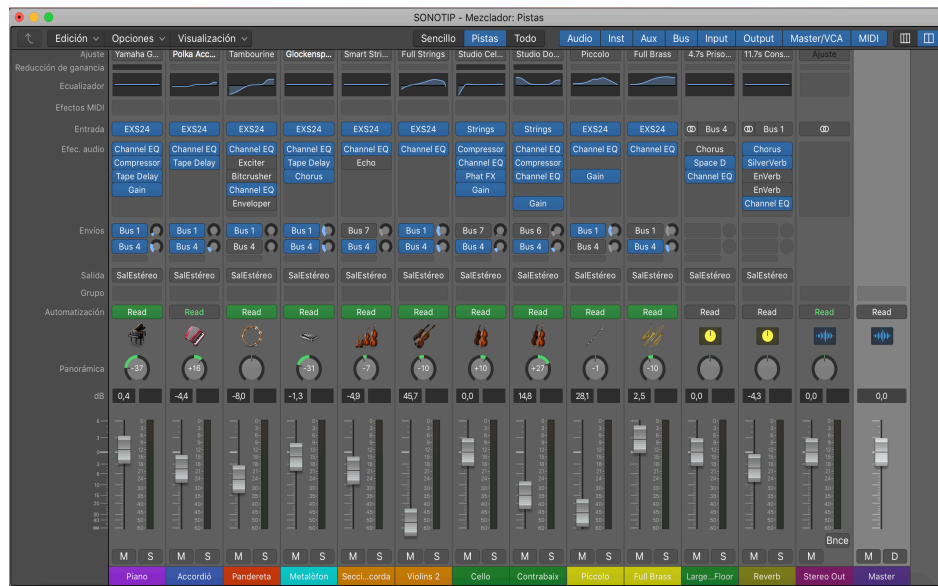 SONOTIP - Mezclador: Pistas
Edición Opciones Visualización Sencillo Pistas Todo Audio Inst Aux Bus Input Output Master/VCA MIDI
Ajuste Yamaha G... Polka Acc... Tambourine Glockensp... Smart Stri... Full Strings Studio Cel... Studio Do... Piccolo Full Brass 4.7s Priso... 11.7s Cons... Ajuste
Reducción de ganancia
Ecualizador
Efectos MIDI
Entrada EXS24 EXS24 EXS24 EXS24 EXS24 EXS24 Strings Strings EXS24 EXS24 Bus 4 Bus 1
Efec. audio Channel EQ Channel EQ Channel EQ Channel EQ Channel EQ Channel EQ Compressor Channel EQ Channel EQ Channel EQ Chorus Chorus
Compressor Tape Delay Exciter Tape Delay Echo Channel EQ Compressor Space D SilverVerb
Tape Delay Bitcrusher Chorus Phat FX Channel EQ Gain Channel EQ EnVerb
Gain Channel EQ Gain EnVerb
Enveloper Gain Channel EQ
Envíos Bus 1 Bus 1 Bus 1 Bus 1 Bus 7 Bus 1 Bus 7 Bus 6 Bus 1 Bus 1
Bus 4 Bus 4 Bus 4 Bus 4 Bus 4 Bus 4 Bus 4 Bus 4 Bus 4 Bus 4
Salida SalEstéreo SalEstéreo SalEstéreo SalEstéreo SalEstéreo SalEstéreo SalEstéreo SalEstéreo SalEstéreo SalEstéreo SalEstéreo SalEstéreo
Grupo
Automatización Read Read Read Read Read Read Read Read Read Read Read Read Read Read
Panorámica -37 +16 -31 -7 -10 +10 +27 -1 -10
dB 0,4 -4,4 -8,0 -1,3 -4,9 45,7 0,0 14,8 28,1 2,5 0,0 -4,3 0,0 0,0
Bnce
M S M S M S M S M S M S M S M S M S M S M S M S M M D
Piano Accordió Pandereta Metalòfon Secci...corda Violins 2 Cello Contrabaix Piccolo Full Brass Large...Floor Reverb Stereo Out Master